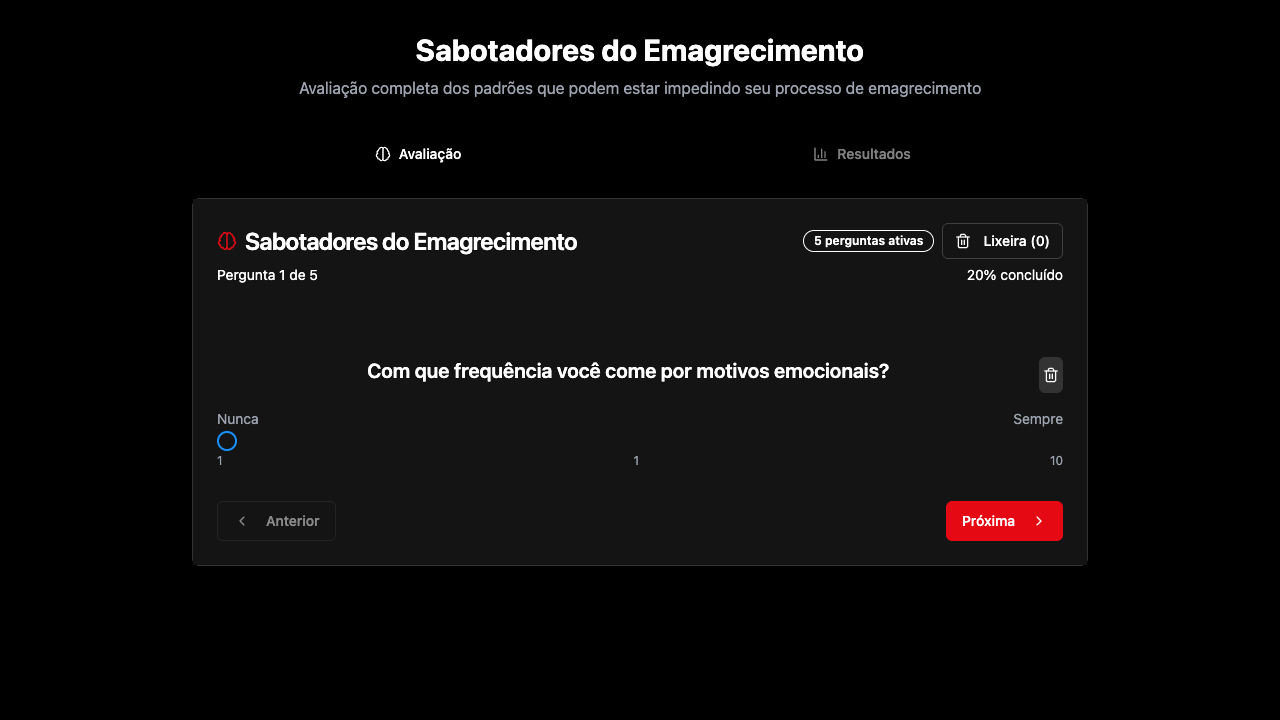 Sabotadores do Emagrecimento
Avaliação completa dos padrões que podem estar impedindo seu processo de emagrecimento
Avaliação
Resultados
Sabotadores do Emagrecimento
5 perguntas ativas
Lixeira (0)
Pergunta 1 de 5
20% concluído
Com que frequência você come por motivos emocionais?
Nunca
Sempre
1
1
10
Anterior
Próxima